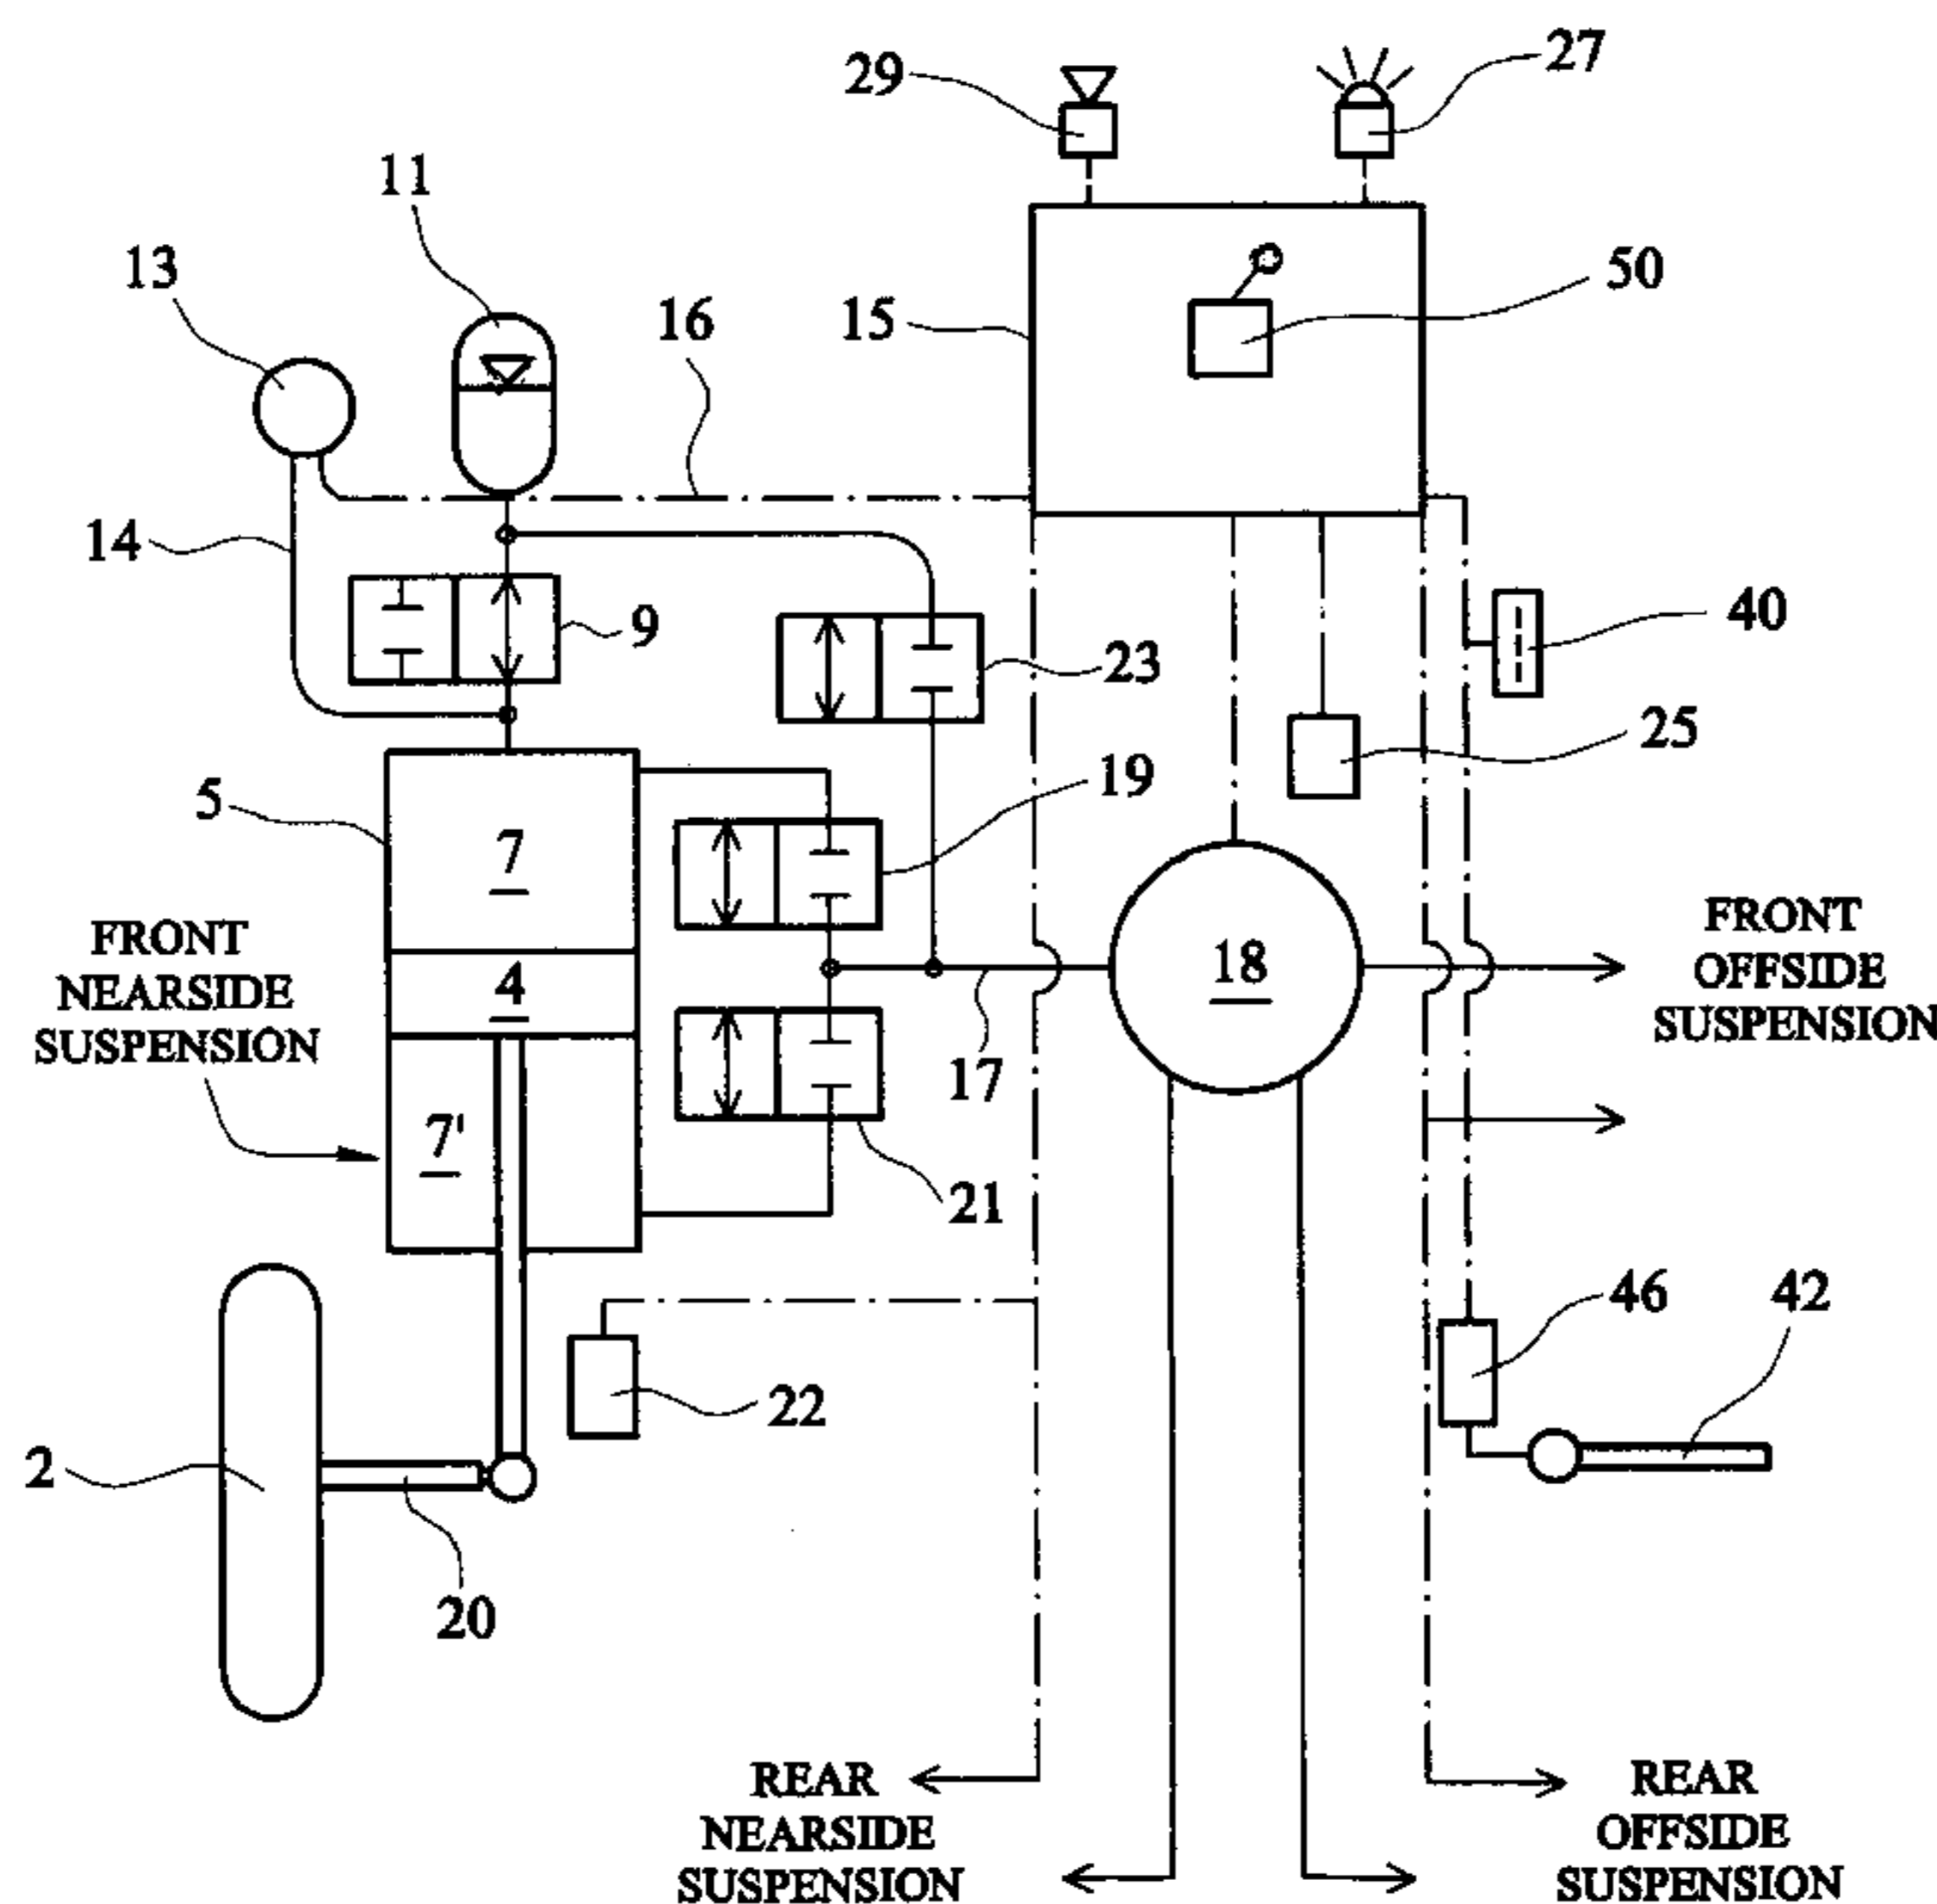 29
27
11
13
16
15
50
14
9
23
40
25
5
7
19
FRONT
NEARSIDE
SUSPENSION
4
18
FRONT
OFFSIDE
SUSPENSION
17
7'
21
46
42
22
2
20
REAR
NEARSIDE
SUSPENSION
REAR
OFFSIDE
SUSPENSION